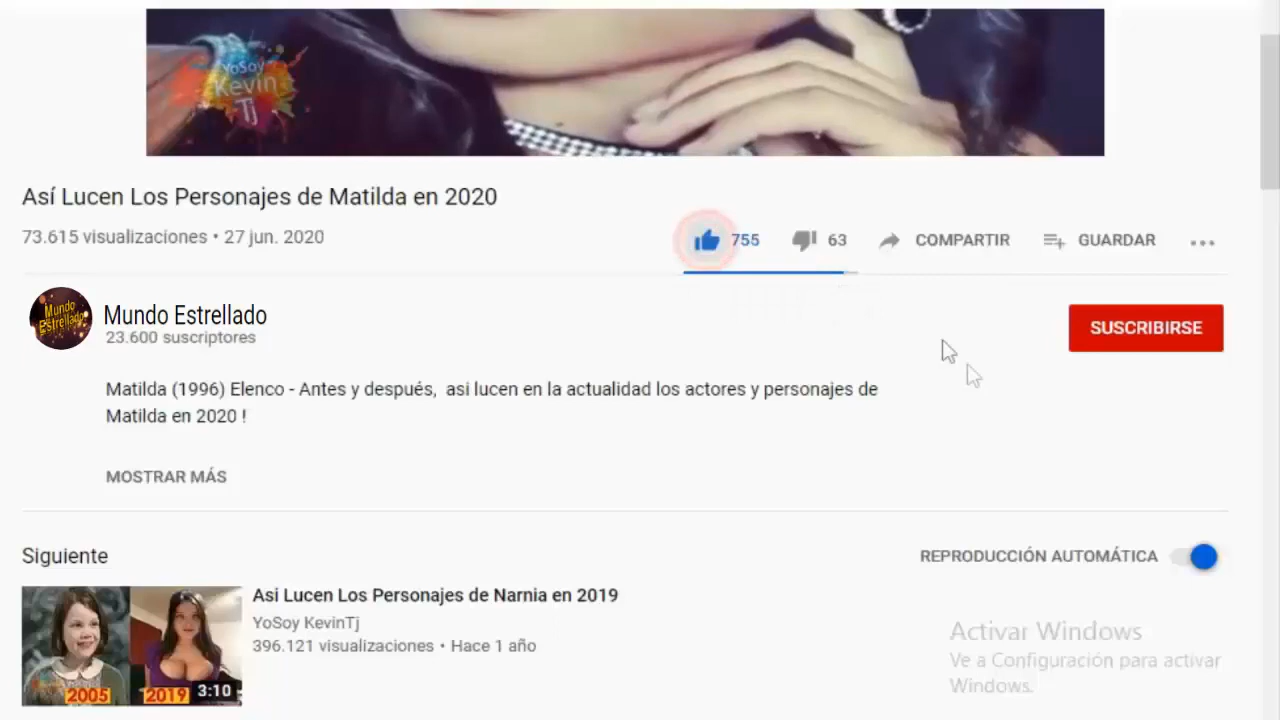 YoSoy
Kevin
Tj
Así Lucen Los Personajes de Matilda en 2020
73.615 visualizaciones • 27 jun. 2020
755
63
COMPARTIR
GUARDAR
Mundo
Estrellado
Mundo Estrellado
23.600 suscriptores
SUSCRIBIRSE
Matilda (1996) Elenco - Antes y después, asi lucen en la actualidad los actores y personajes de
Matilda en 2020 !
MOSTRAR MÁS
Siguiente
REPRODUCCIÓN AUTOMÁTICA
Asi Lucen Los Personajes de Narnia en 2019
YoSoy KevinTj
396.121 visualizaciones • Hace 1 año
2005
2019
3:10
Activar Windows
Ve a Configuración para activar
Windows.